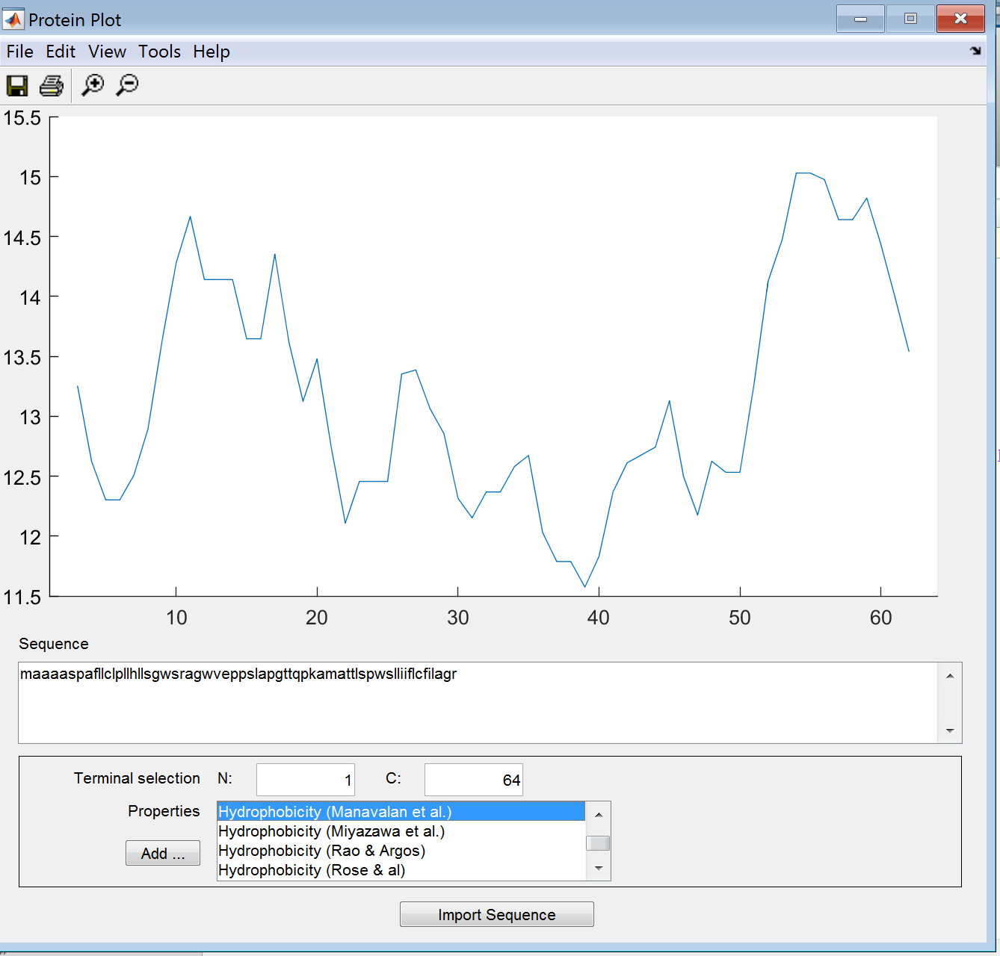 Protein Plot
File Edit View Tools Help
15.5
15
14.5
14
13.5
13
12.5
12
11.5
10 20 30 40 50 60
Sequence
maaaaspafllclpllhllsgwsragwveppslapgttqpkamattlspwslliiflcfilagr
Terminal selection N: 1 C: 64
Properties
Hydrophobicity (Manavalan et al.)
Hydrophobicity (Miyazawa et al.)
Hydrophobicity (Rao & Argos)
Add ...
Hydrophobicity (Rose & al)
Import Sequence